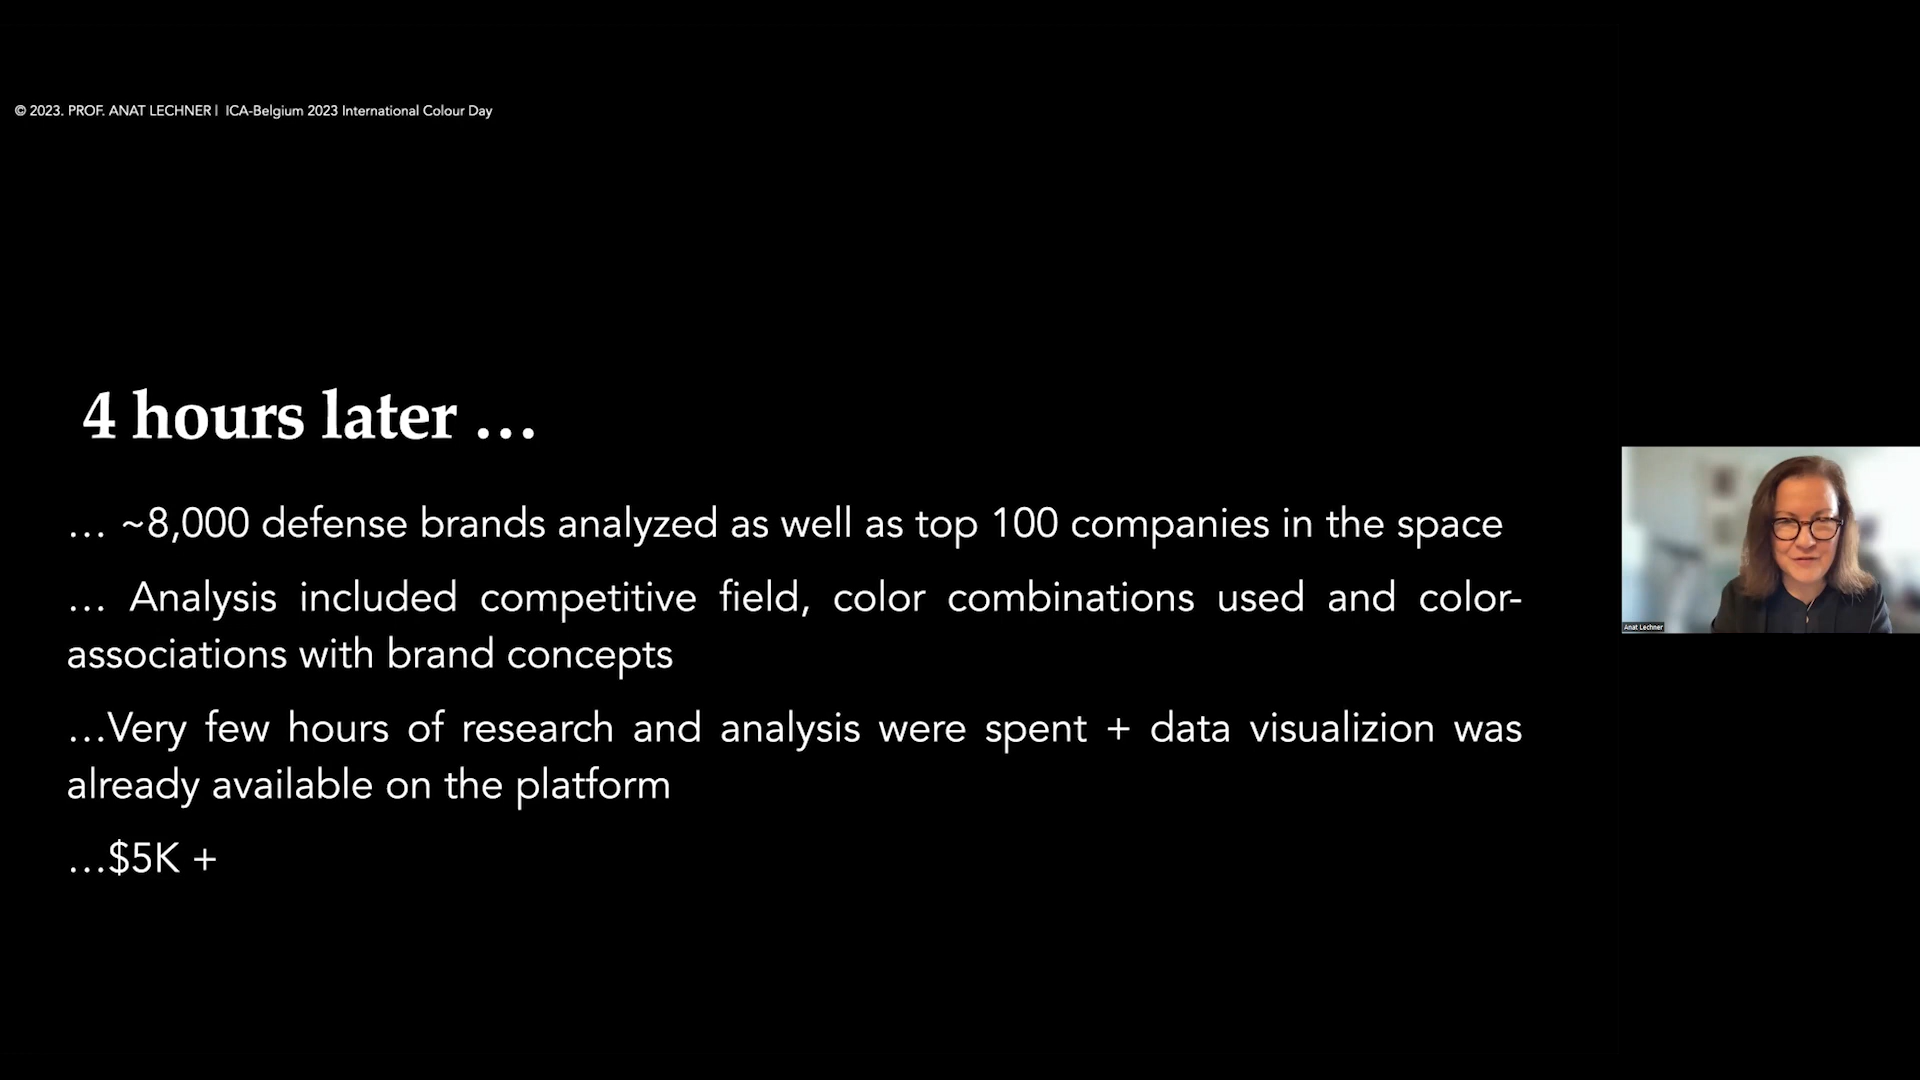 © 2023. PROF. ANAT LECHNER | ICA-Belgium 2023 International Colour Day
4 hours later …
… ~8,000 defense brands analyzed as well as top 100 companies in the space
… Analysis included competitive field, color combinations used and color-
associations with brand concepts
…Very few hours of research and analysis were spent + data visualizion was
already available on the platform
…$5K +
Anat Lechner